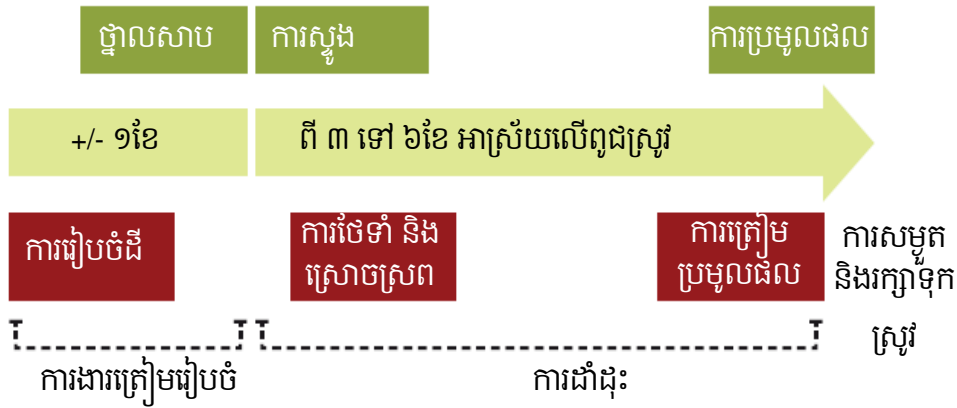 ថ្នាលសាប
ការស្ទូង
ការប្រមូលផល
+/- ១ខែ
ពី ៣ ទៅ ៦ខែ អាស្រ័យលើពូជស្រូវ
ការរៀបចំដី
ការថែទាំ និង
ស្រោចស្រព
ការត្រៀម
ប្រមូលផល
ការសម្ងួត
និងរក្សាទុក
ស្រូវ
ការងារត្រៀមរៀបចំ
ការដាំដុះ